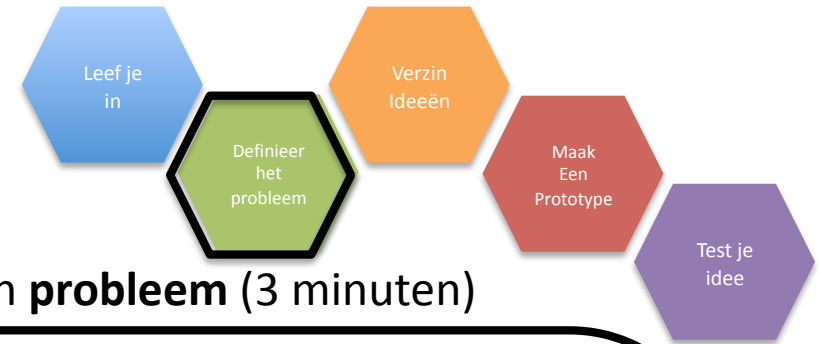 Leef je
in
Definieer
het
probleem
Verzin
Ideeën
Maak
Een
Prototype
Test je
idee
probleem (3 minuten)